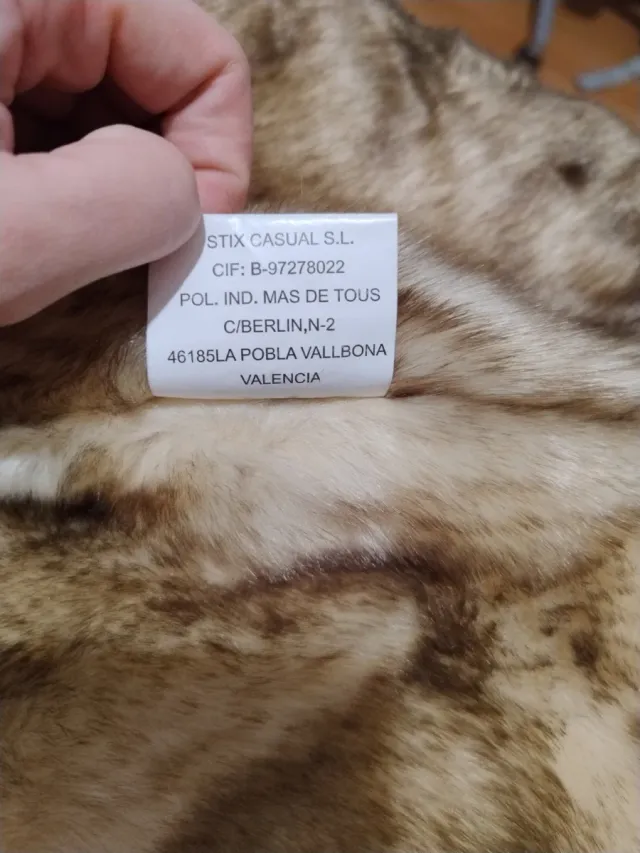 STIX CASUAL S.L.
CIF: B-97278022
POL. IND. MAS DE TOUS
C/BERLIN,N-2
46185LA POBLA VALLBONA
VALENCIA